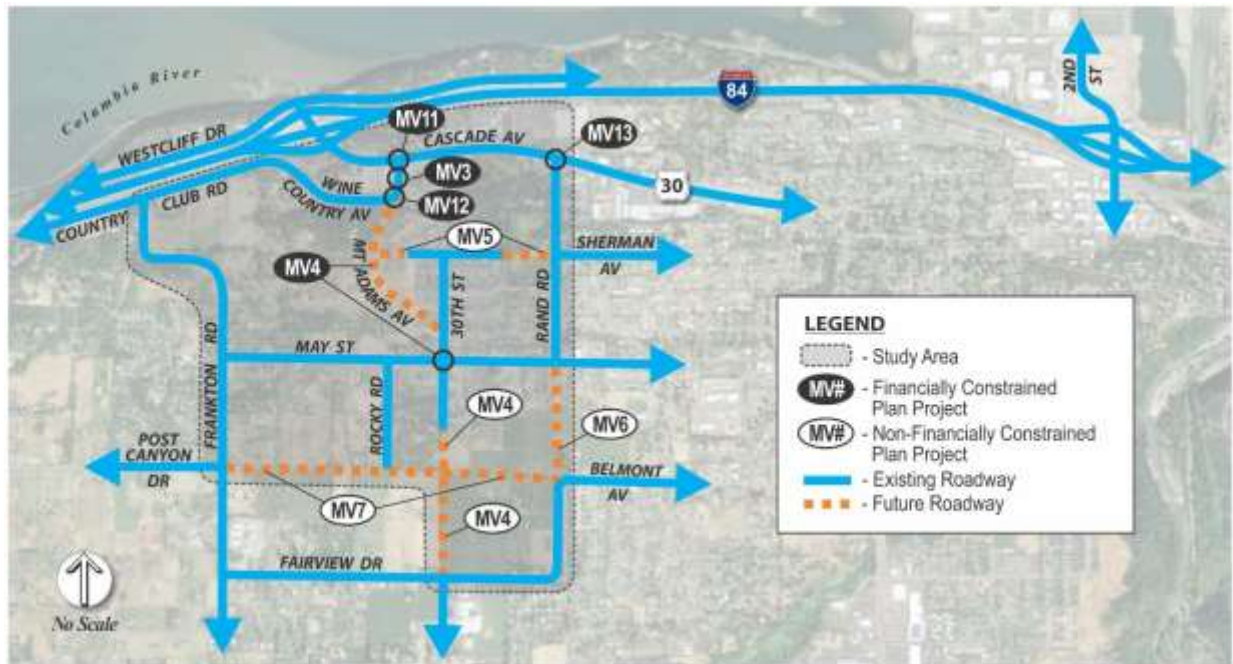 Columbia River
WESTCLIFF DR
COUNTRY
CLUB RD
WINE
COUNTRY AV
MV11
CASCADE AV
MV13
MV3
MV12
INTERSTATE
84
2ND
ST
30
MV5
SHERMAN
AV
MV4
MT
ADAMS AV
30TH ST
RAND RD
FRANKTON RD
MAY ST
ROCKY RD
MV4
MV6
POST
CANYON
DR
BELMONT
AV
MV7
MV4
FAIRVIEW DR
No Scale
LEGEND
- Study Area
MV# - Financially Constrained
Plan Project
MV# - Non-Financially Constrained
Plan Project
- Existing Roadway
- Future Roadway